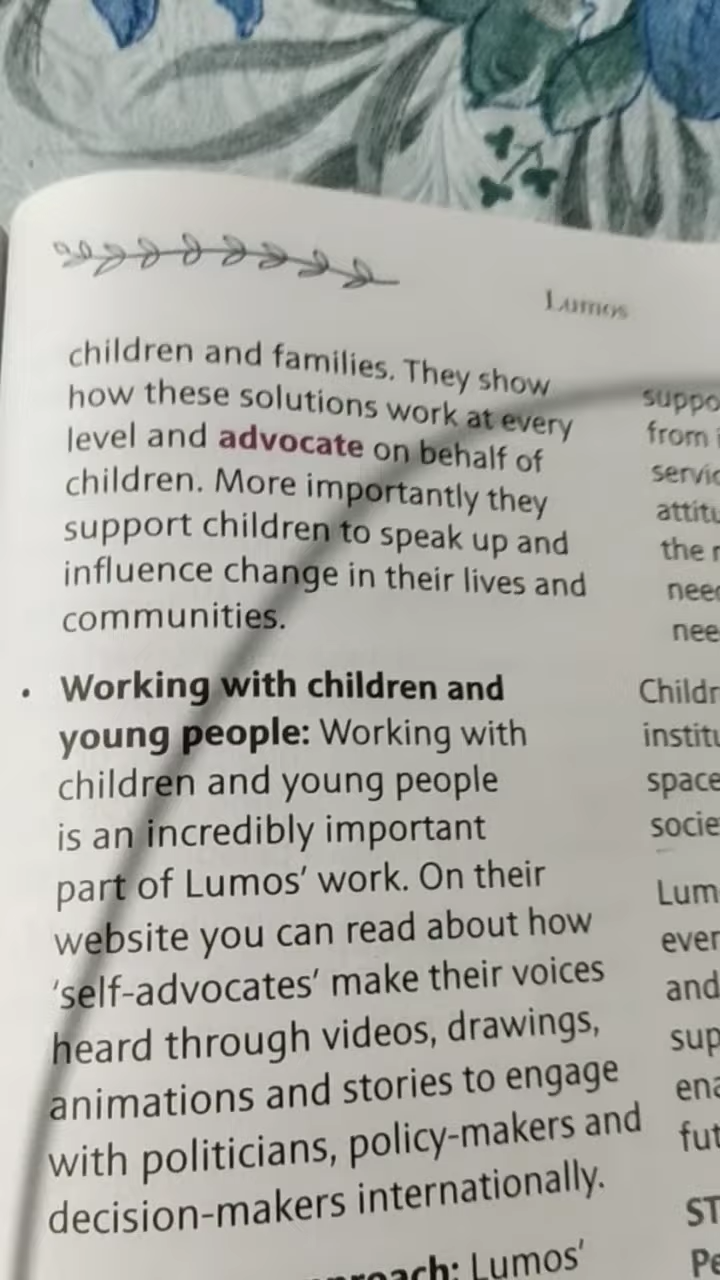 Lumos
children and families. They show
how these solutions work at every
level and advocate on behalf of
children. More importantly they
support children to speak up and
influence change in their lives and
communities.
• Working with children and
young people: Working with
children and young people
is an incredibly important
part of Lumos’ work. On their
website you can read about how
‘self-advocates’ make their voices
heard through videos, drawings,
animations and stories to engage
with politicians, policy-makers and
decision-makers internationally.
Lumos’
from
the
and